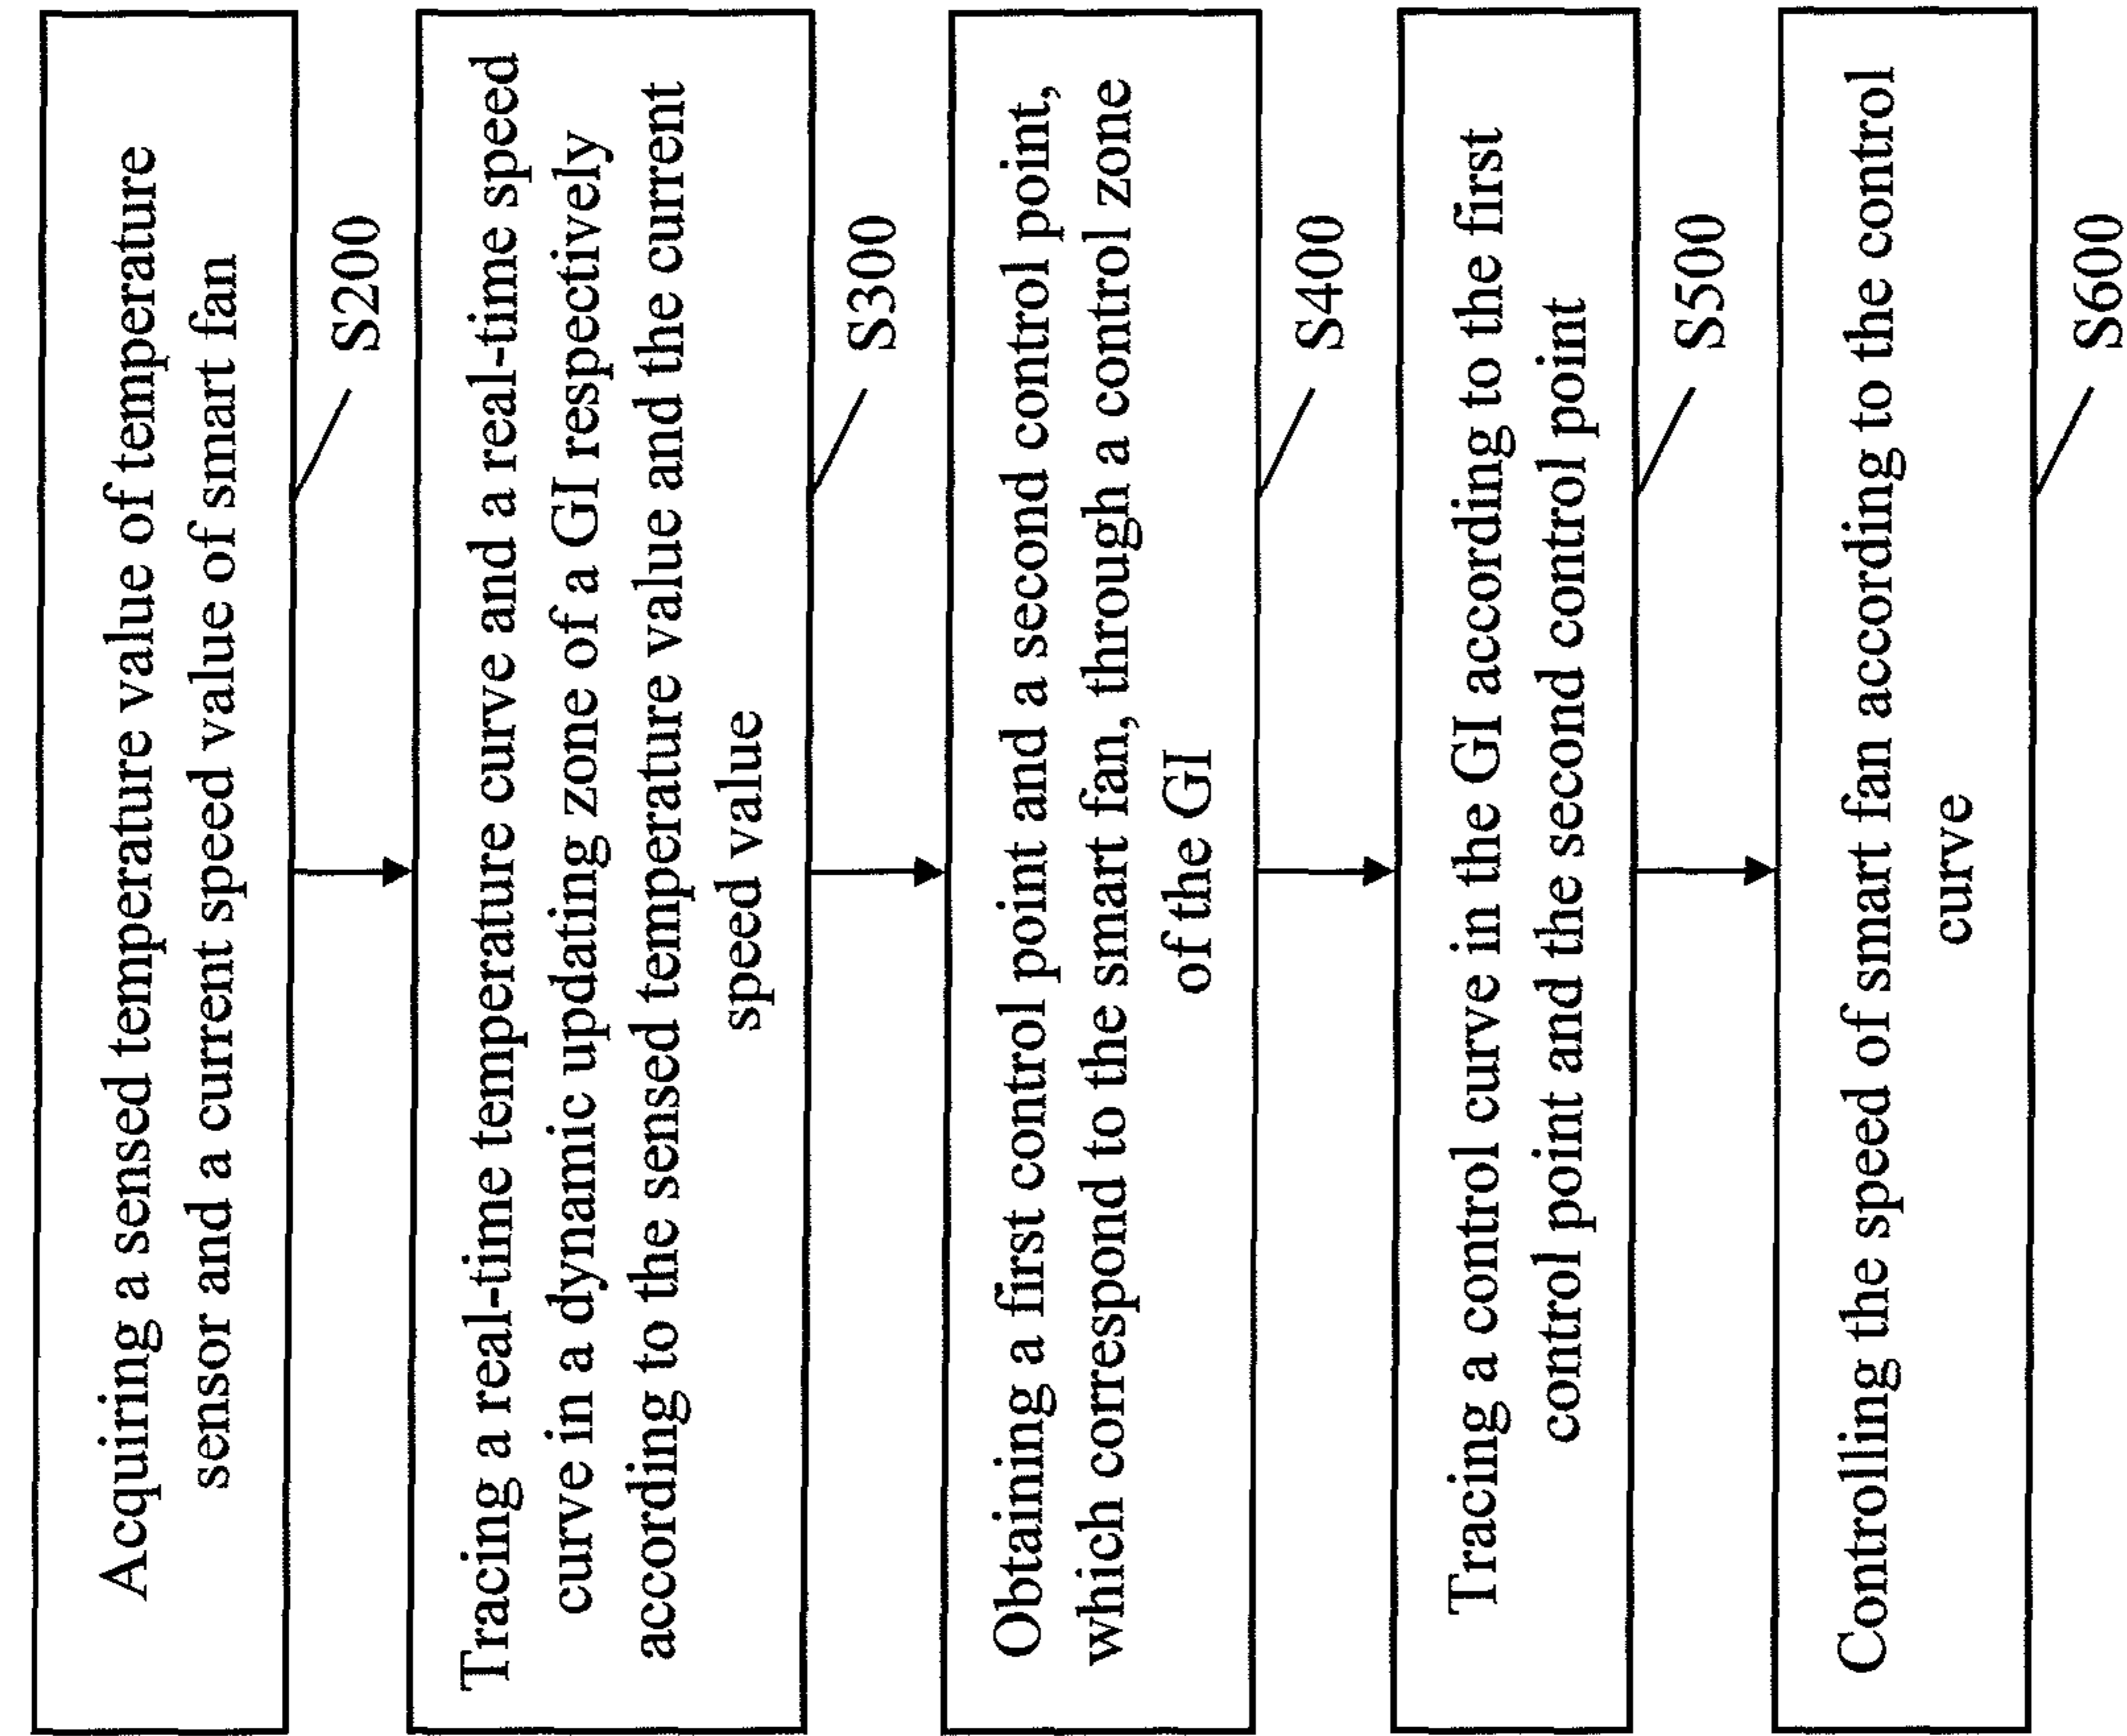 Acquiring a sensed temperature value of temperature
sensor and a current speed value of smart fan
S200
Tracing a real-time temperature curve and a real-time speed
curve in a dynamic updating zone of a GI respectively
according to the sensed temperature value and the current
speed value
S300
Obtaining a first control point and a second control point,
which correspond to the smart fan, through a control zone
of the GI
S400
Tracing a control curve in the GI according to the first
control point and the second control point
S500
Controlling the speed of smart fan according to the control
curve
S600